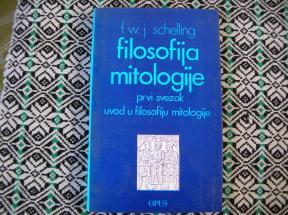 f. w. j. schelling
filosofija
mitologije
prvi svezak
uvod u filosofiju mitologije
OPUS